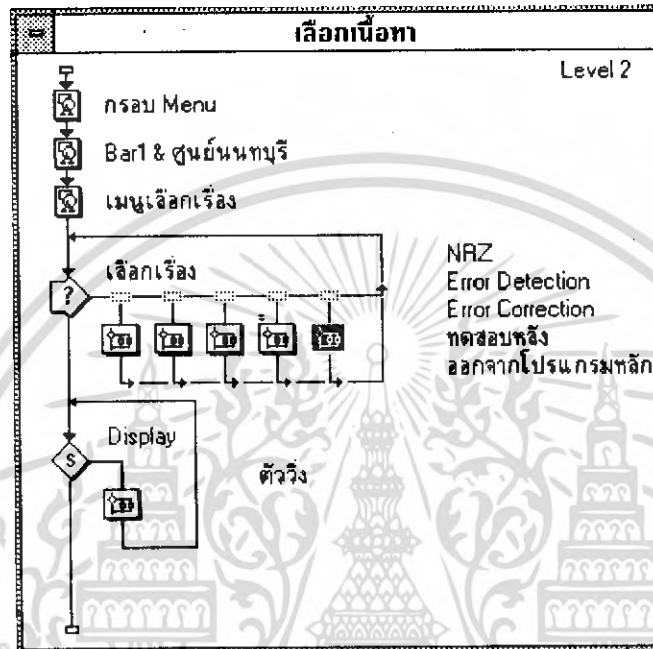 เลือกเนื้อหา
Level 2
กรอบ Menu
Bar1 & ศูนย์นนทบุรี
เมนูเลือกเรื่อง
เลือกเรื่อง
?
NRZ
Error Detection
Error Correction
ทดสอบหลัง
ออกจากโปรแกรมหลัก
Display
S
ตัววิ่ง